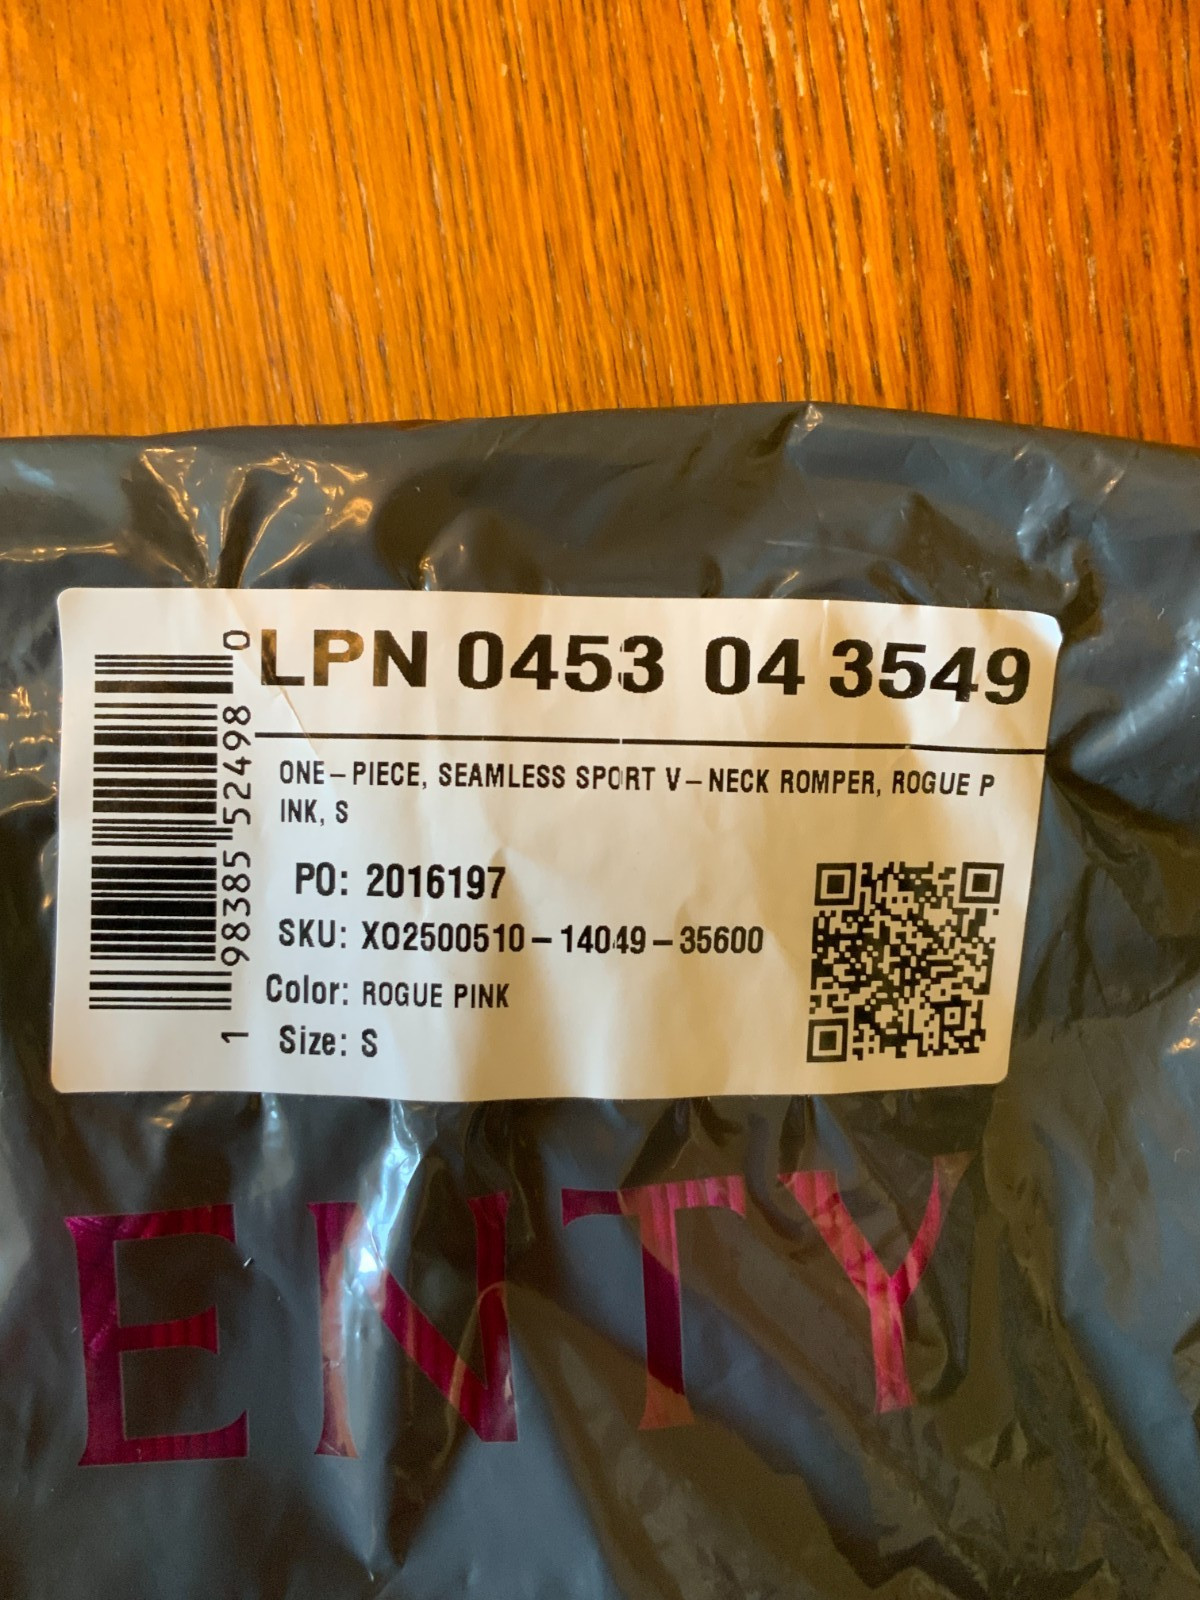 LPN 0453 04 3549
ONE-PIECE, SEAMLESS SPORT V-NECK ROMPER, ROGUE P
INK, S
PO: 2016197
SKU: XO2500510-14049-35600
Color: ROGUE PINK
Size: S
1 98385 52498 0
ENTY